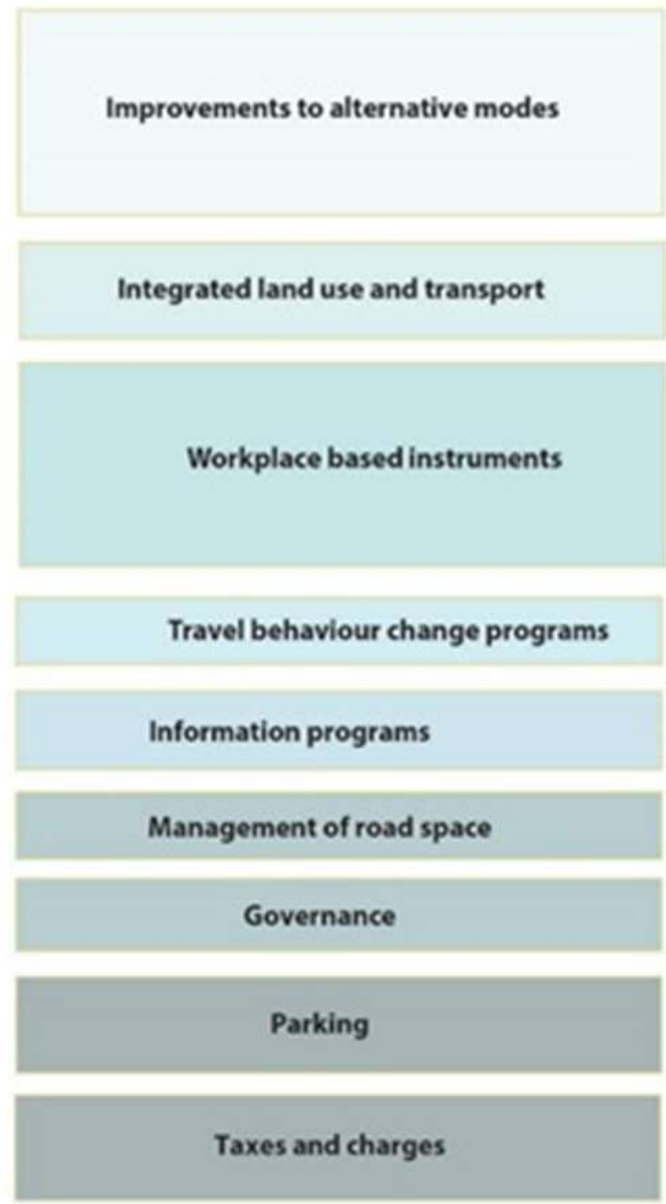 Improvements to alternative modes
Integrated land use and transport
Workplace based instruments
Travel behaviour change programs
Information programs
Management of road space
Governance
Parking
Taxes and charges